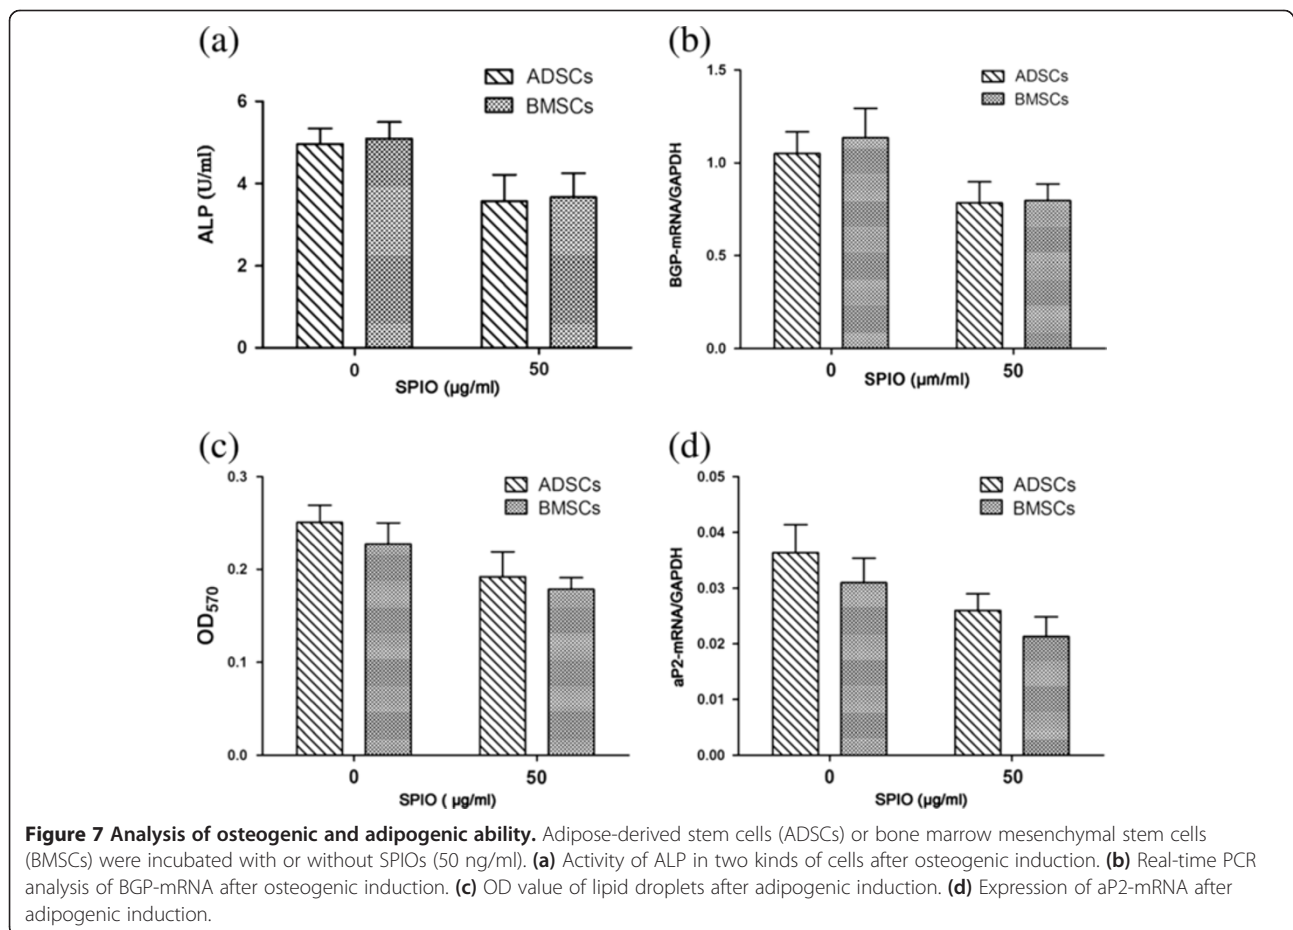 (a)
ADSCs
BMSCs
6
4
2
0
ALP (U/ml)
0
50
SPIO (µg/ml)
(b)
ADSCs
BMSCs
1.5
1.0
0.5
0.0
BGP-mRNA/GAPDH
0
50
SPIO (µm/ml)
(c)
ADSCs
BMSCs
0.3
0.2
0.1
0.0
OD570
0
50
SPIO ( µg/ml)
(d)
ADSCs
BMSCs
0.05
0.04
0.03
0.02
0.01
0.00
aP2-mRNA/GAPDH
0
50
SPIO (µg/ml)
Figure 7 Analysis of osteogenic and adipogenic ability. Adipose-derived stem cells (ADSCs) or bone marrow mesenchymal stem cells
(BMSCs) were incubated with or without SPIOs (50 ng/ml). (a) Activity of ALP in two kinds of cells after osteogenic induction. (b) Real-time PCR
analysis of BGP-mRNA after osteogenic induction. (c) OD value of lipid droplets after adipogenic induction. (d) Expression of aP2-mRNA after
adipogenic induction.